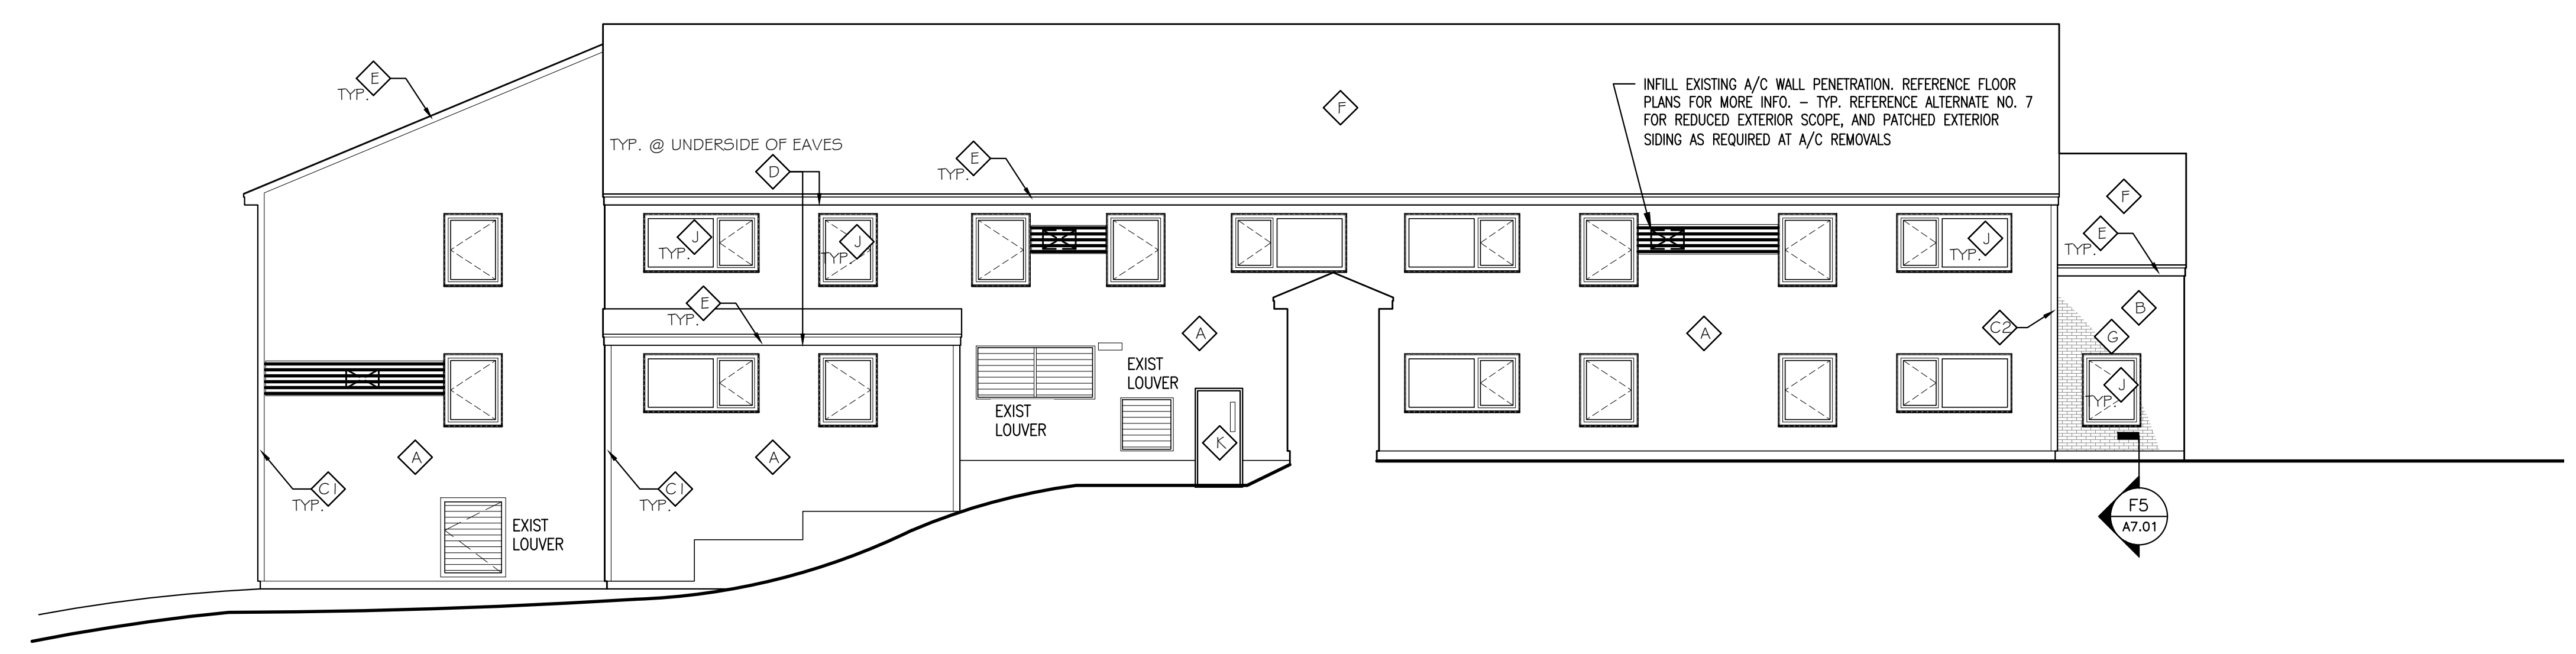 E
TYP.
F
INFILL EXISTING A/C WALL PENETRATION. REFERENCE FLOOR
PLANS FOR MORE INFO. – TYP. REFERENCE ALTERNATE NO. 7
FOR REDUCED EXTERIOR SCOPE, AND PATCHED EXTERIOR
SIDING AS REQUIRED AT A/C REMOVALS
TYP. @ UNDERSIDE OF EAVES
D
E
TYP.
F
J
TYP.
J
TYP.
J
TYP.
E
TYP.
E
TYP.
A
A
C2
B
G
J
TYP.
EXIST
LOUVER
EXIST
LOUVER
K
A
A
C1
TYP.
C1
TYP.
EXIST
LOUVER
F5
A7.01